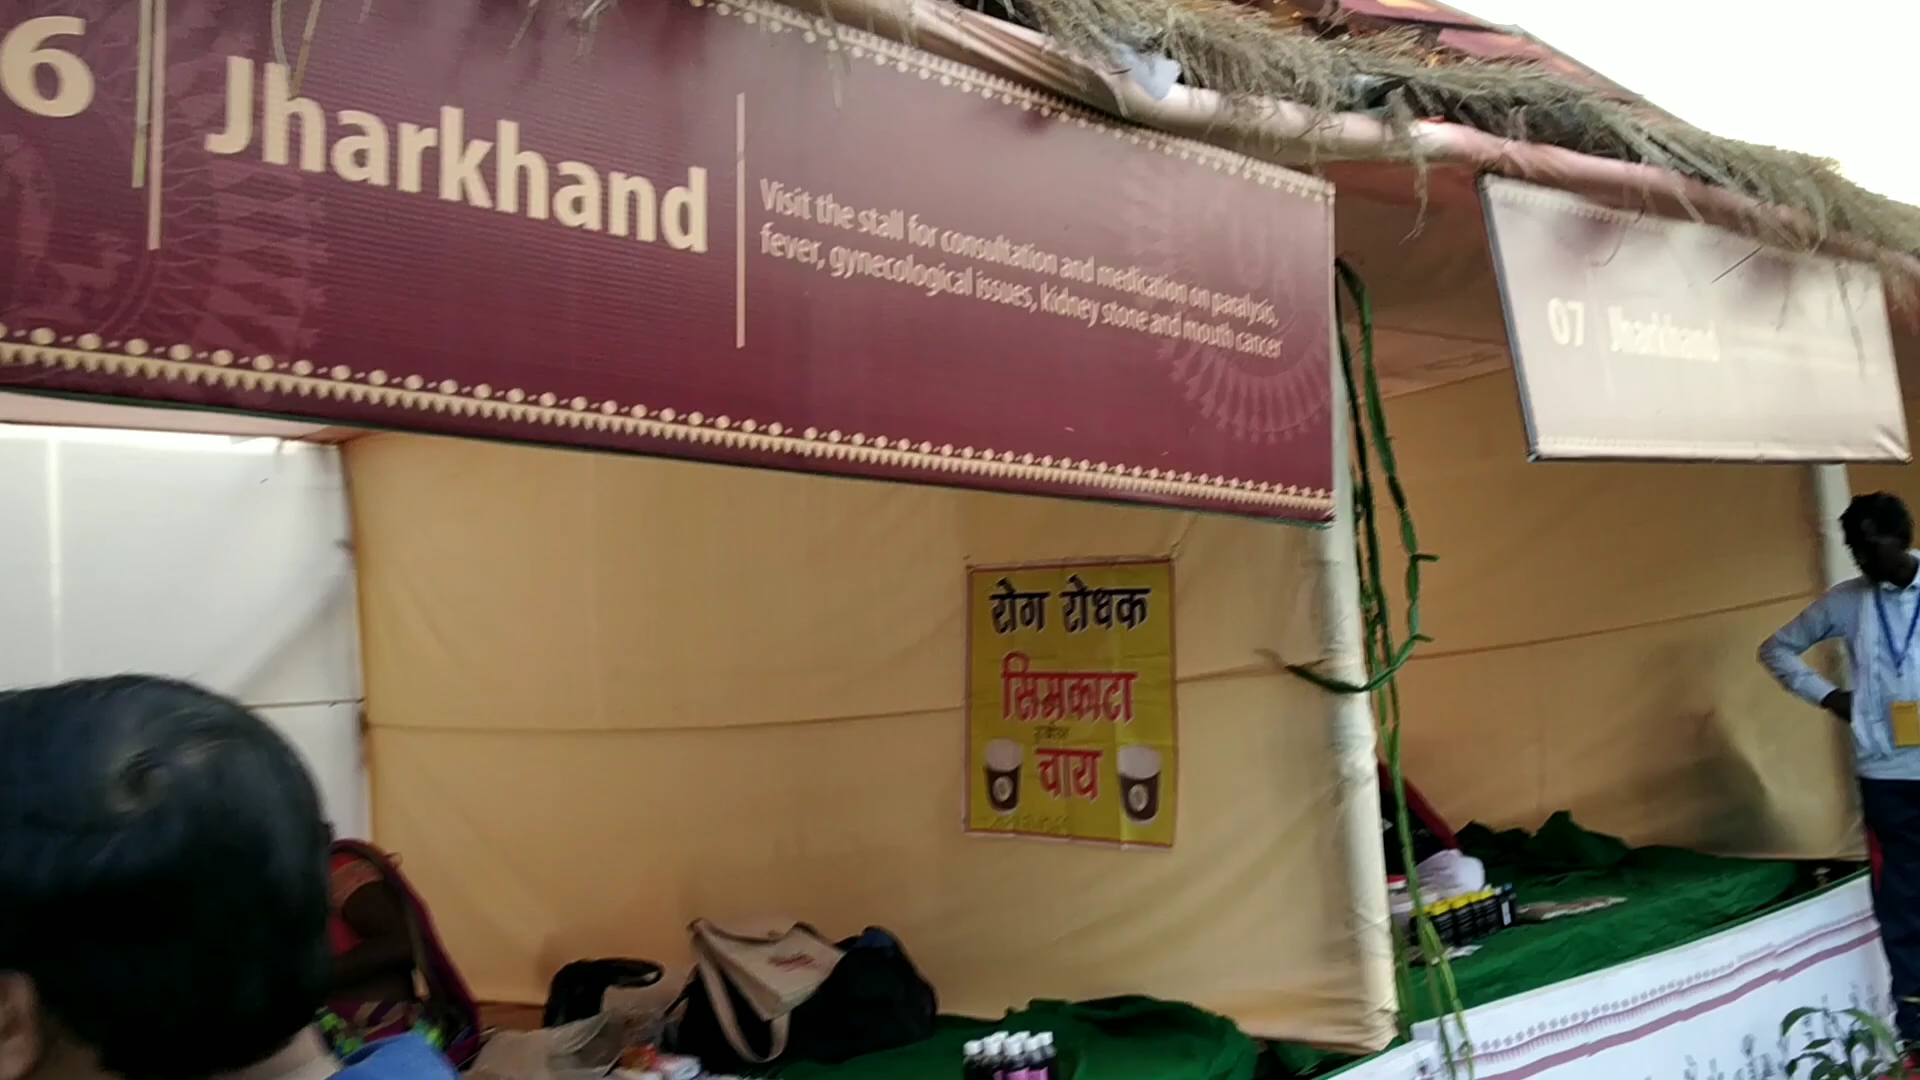 6
Jharkhand
Visit the stall for consultation and medication on paralysis,
fever, gynecological issues, kidney stone and mouth cancer
07 Jharkhand
रोग रोधक
सिमकाटा
चाय